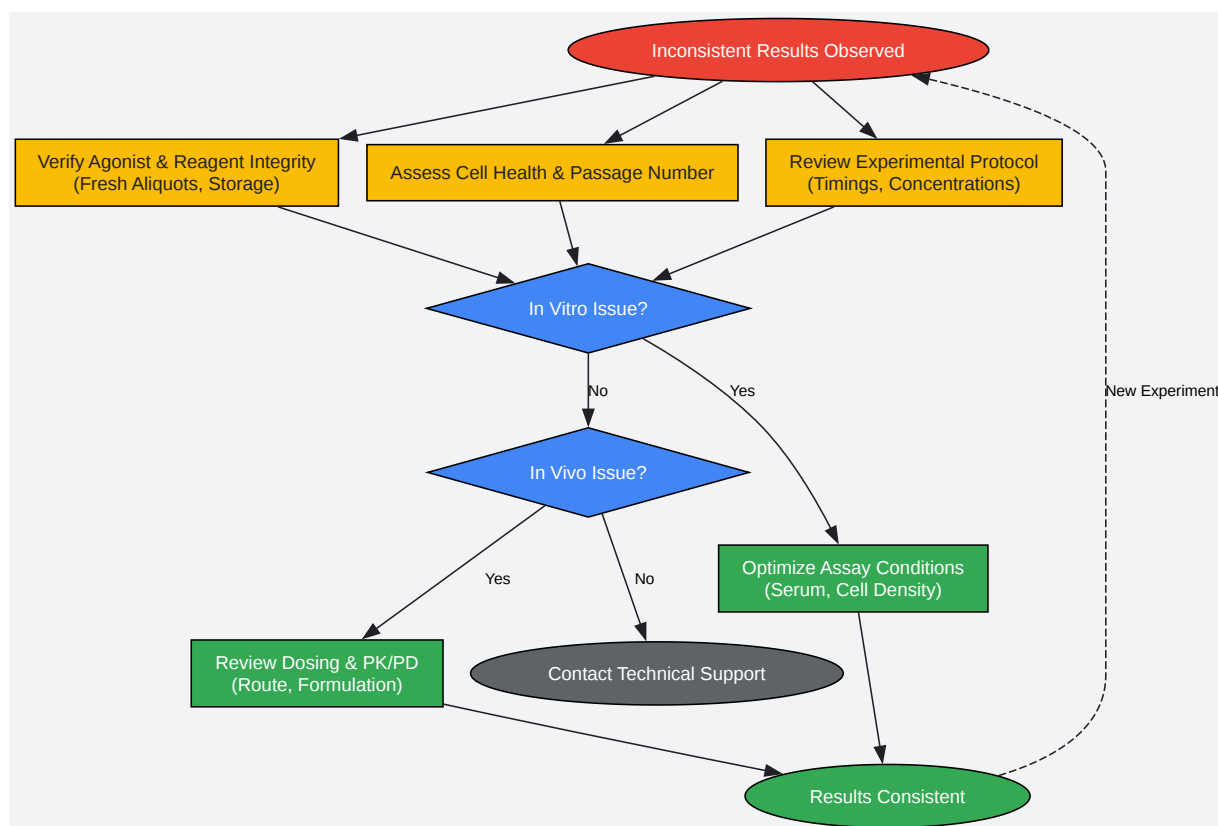 Inconsistent Results Observed
Verify Agonist & Reagent Integrity
(Fresh Aliquots, Storage)
Assess Cell Health & Passage Number
Review Experimental Protocol
(Timings, Concentrations)
In Vitro Issue?
No
Yes
New Experiment
In Vivo Issue?
Yes
No
Optimize Assay Conditions
(Serum, Cell Density)
Review Dosing & PK/PD
(Route, Formulation)
Contact Technical Support
Results Consistent